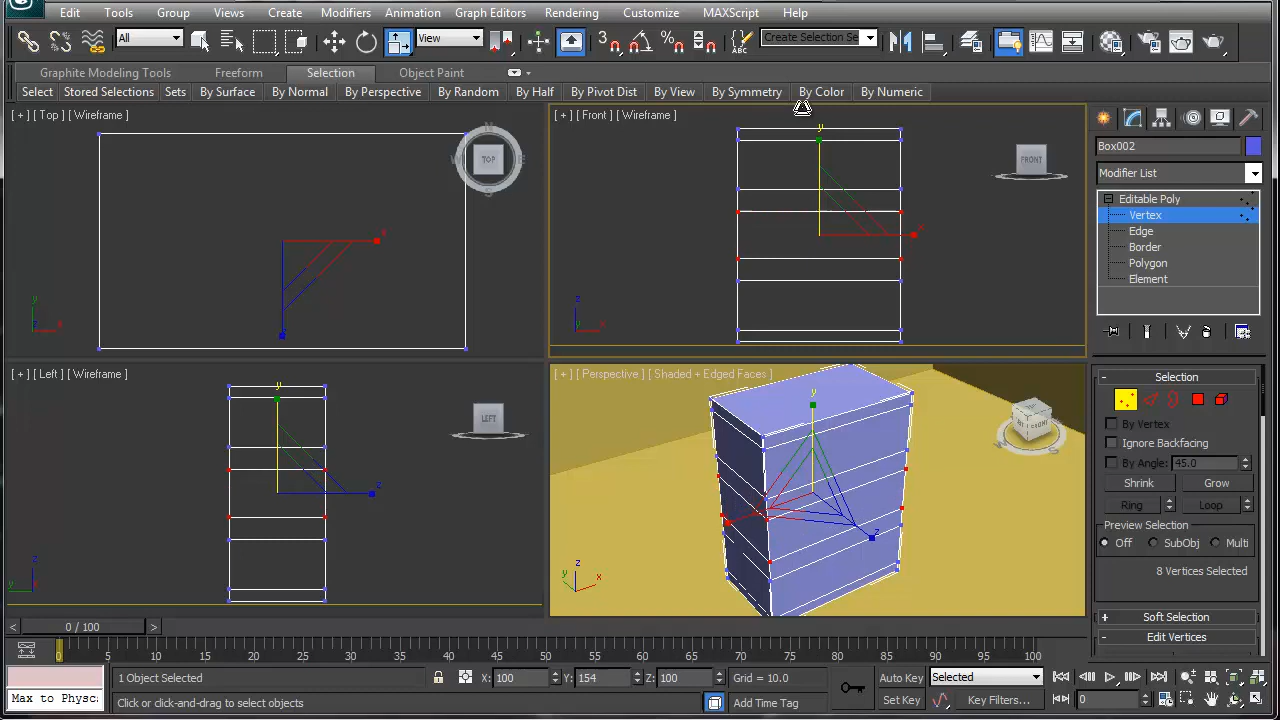 Edit Tools Group Views Create Modifiers Animation Graph Editors Rendering Customize MAXScript Help
All View 3 Create Selection Se
Graphite Modeling Tools Freeform Selection Object Paint
Select Stored Selections Sets By Surface By Normal By Perspective By Random By Half By Pivot Dist By View By Symmetry By Color By Numeric
[ + ] [ Top ] [ Wireframe ]
TOP
x
y
x
[ + ] [ Front ] [ Wireframe ]
FRONT
y
x
z
x
[ + ] [ Left ] [ Wireframe ]
LEFT
y
z
z
y
[ + ] [ Perspective ] [ Shaded + Edged Faces ]
FRONT
y
z
z
y
x
Box002
Modifier List
Editable Poly
Vertex
Edge
Border
Polygon
Element
- Selection
By Vertex
Ignore Backfacing
By Angle: 45.0
Shrink Grow
Ring Loop
Preview Selection
Off SubObj Multi
8 Vertices Selected
+ Soft Selection
- Edit Vertices
< 0 / 100 >
0 5 10 15 20 25 30 35 40 45 50 55 60 65 70 75 80 85 90 95 100
1 Object Selected X: 100 Y: 154 Z: 100 Grid = 10.0 Auto Key Selected
Max to Physc:
Click or click-and-drag to select objects Add Time Tag Set Key Key Filters... 0